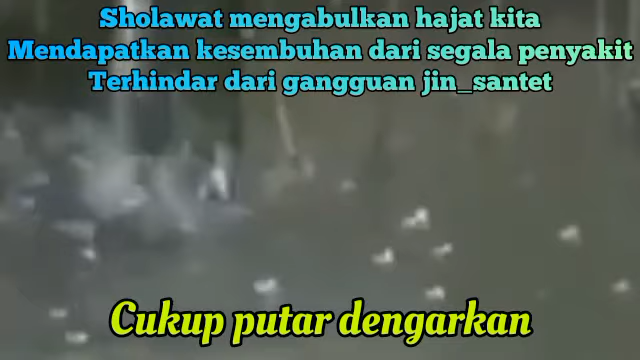 Sholawat mengabulkan hajat kita
Mendapatkan kesembuhan dari segala penyakit
Terhindar dari gangguan jin_santet
Cukup putar dengarkan